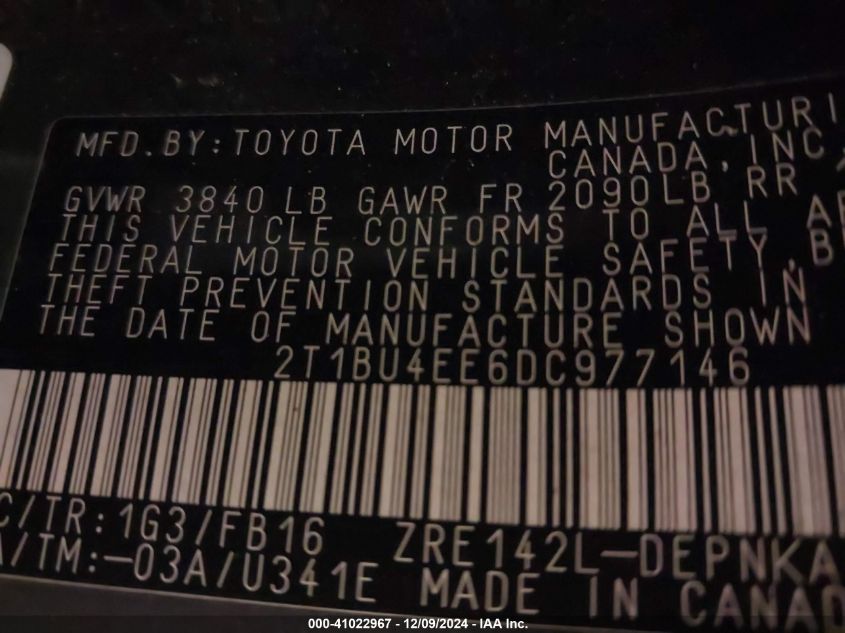 MFD.BY:TOYOTA MOTOR MANUFACTURI
CANADA, INC.
GVWR 3840 LB GAWR FR 2090LB, RR
THIS VEHICLE CONFORMS TO ALL AP
FEDERAL MOTOR VEHICLE SAFETY, B
THEFT PREVENTION STANDARDS IN
THE DATE OF MANUFACTURE SHOWN
2T1BU4EE6DC977146
C/TR:1G3/FB16 ZRE142L-DEPNKA
A/TM:-03A/U341E MADE IN CANAD
000-41022967 - 12/09/2024 - IAA Inc.